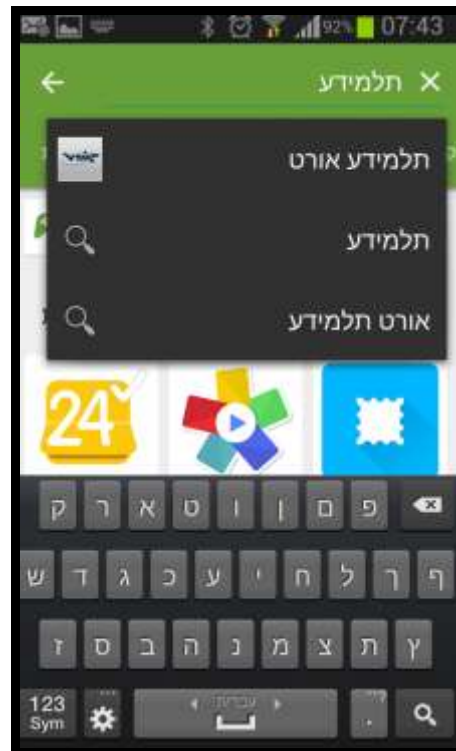 92% 07:43
תלמידע
תלמידע אורט
תלמידע
אורט תלמידע
24
פ ם ן ו ט א ר ק
ף ך ל ח י ע כ ג ד ש
ץ ת צ מ נ ה ב ס ז
123 עברית .
Sym